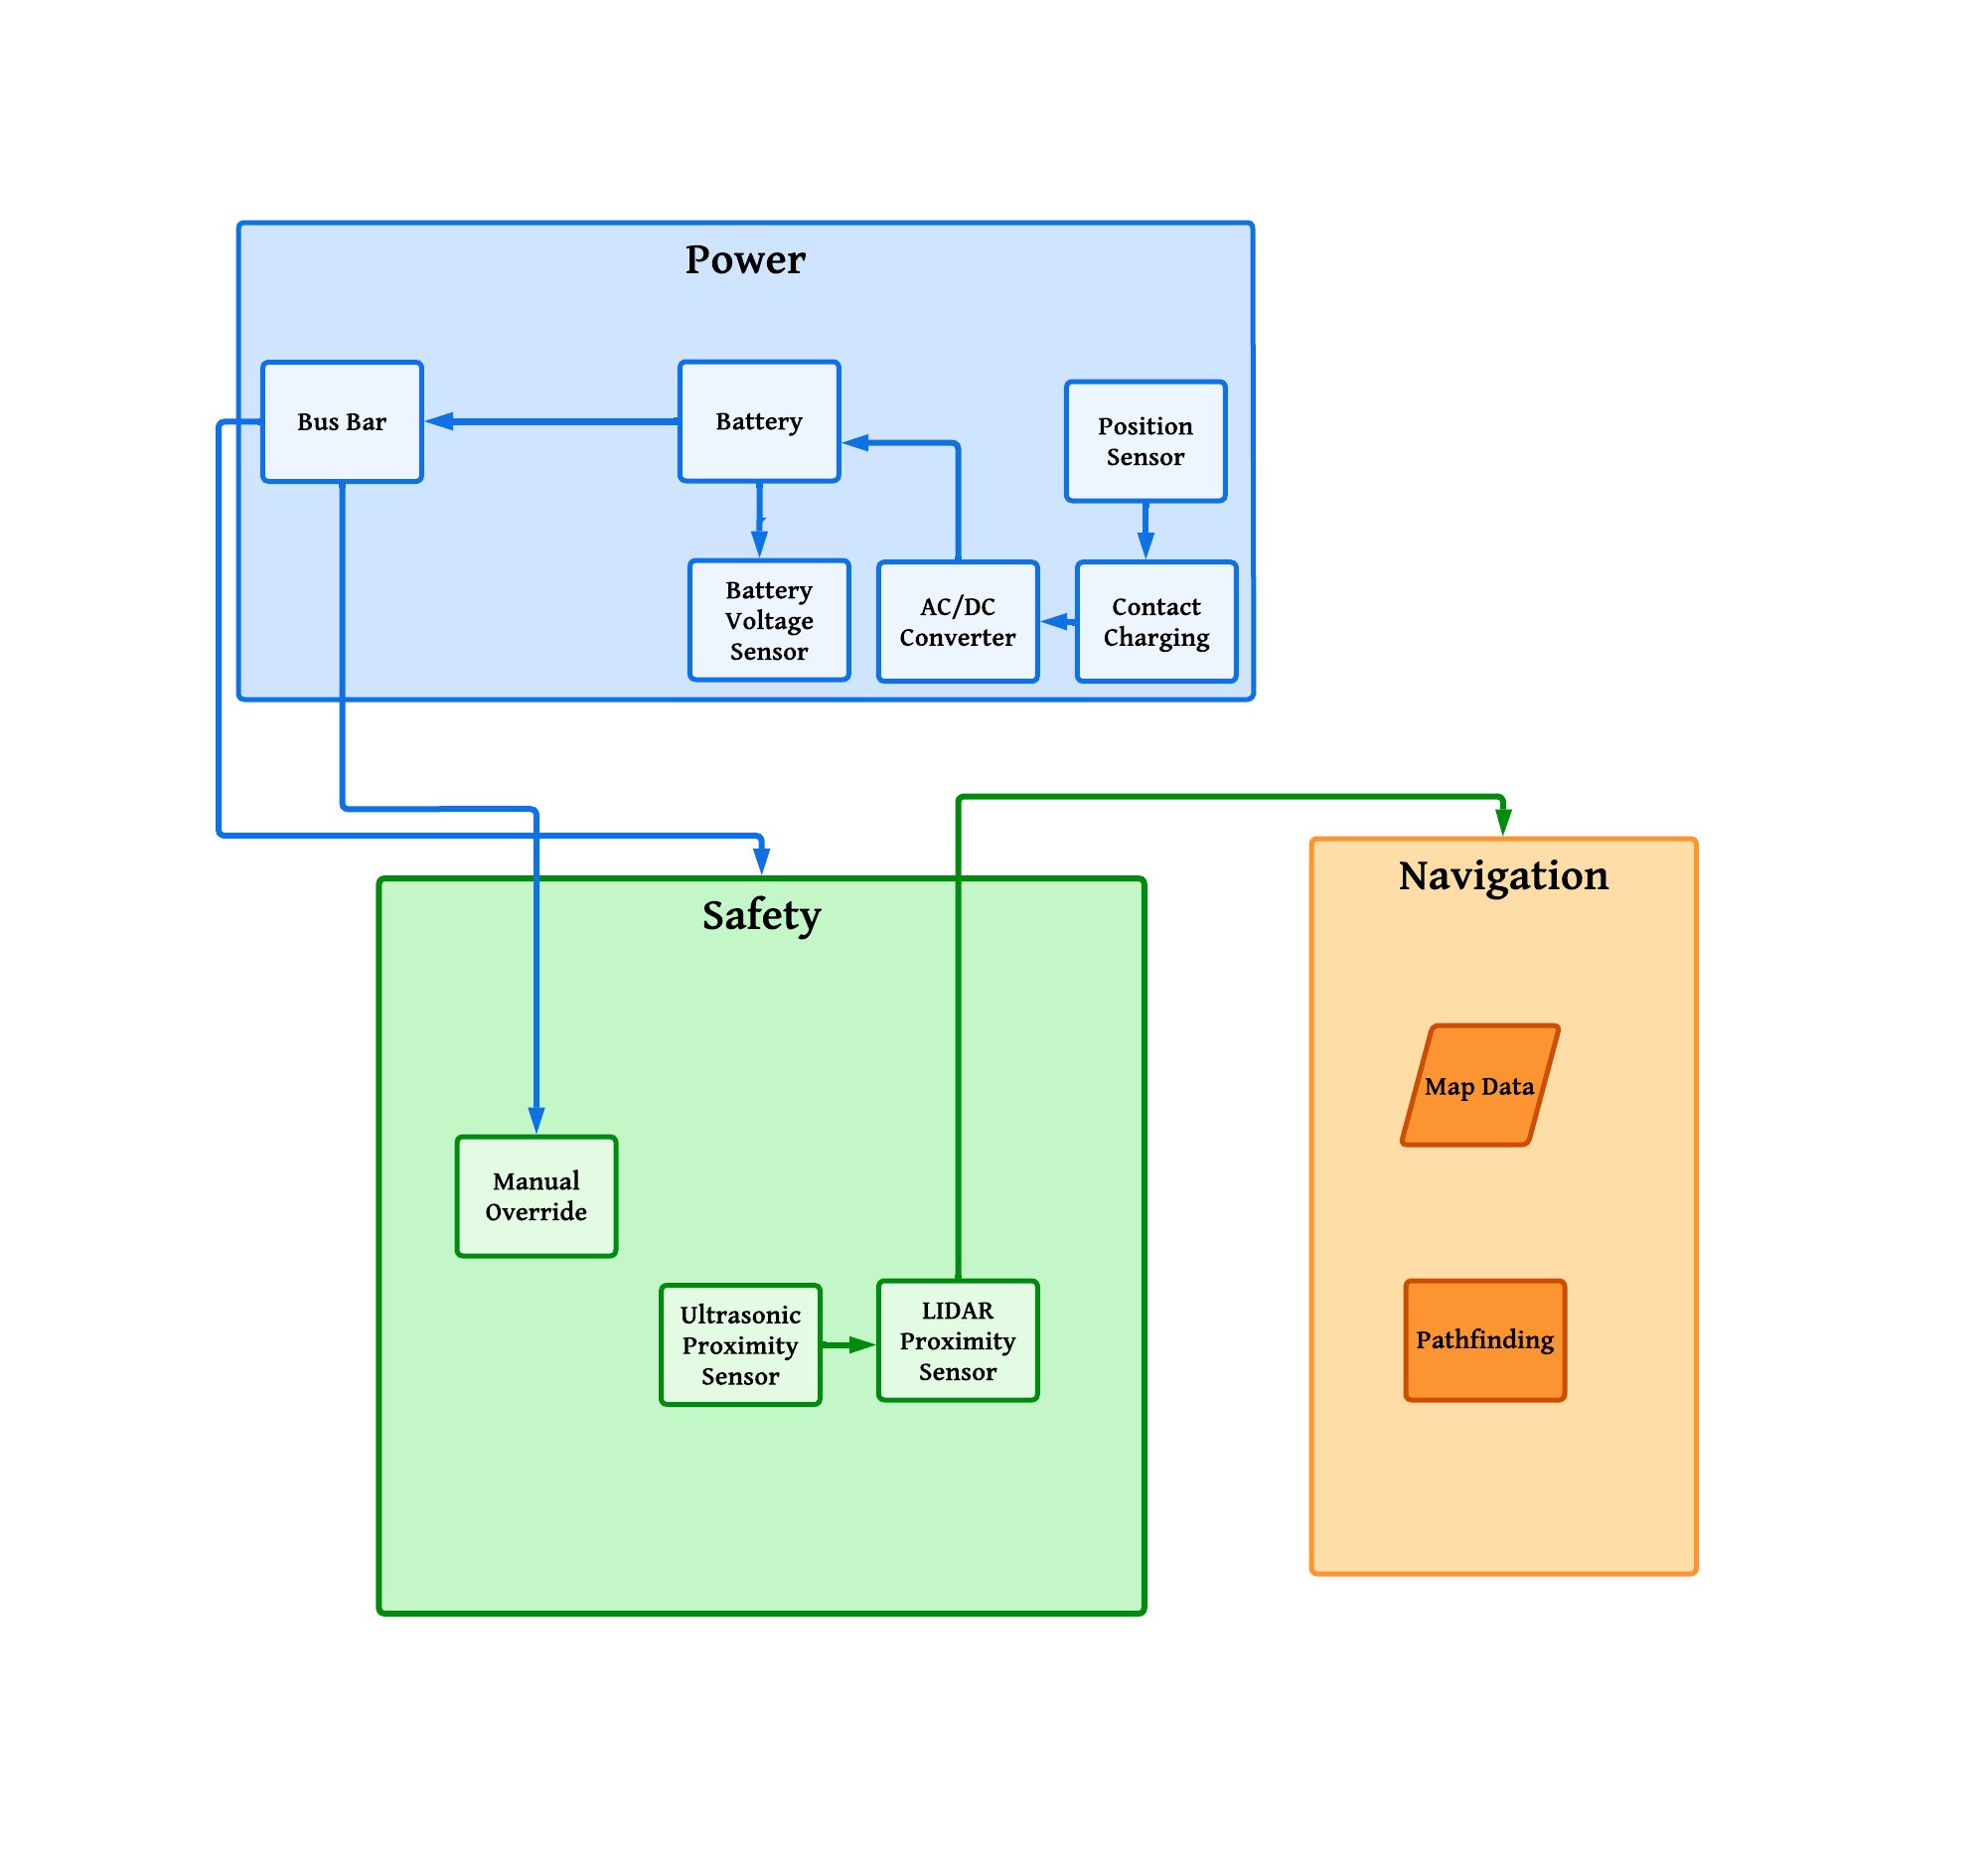 Power
Bus Bar
Battery
Position
Sensor
Battery
Voltage
Sensor
AC/DC
Converter
Contact
Charging
Safety
Navigation
Map Data
Manual
Override
Ultrasonic
Proximity
Sensor
LIDAR
Proximity
Sensor
Pathfinding